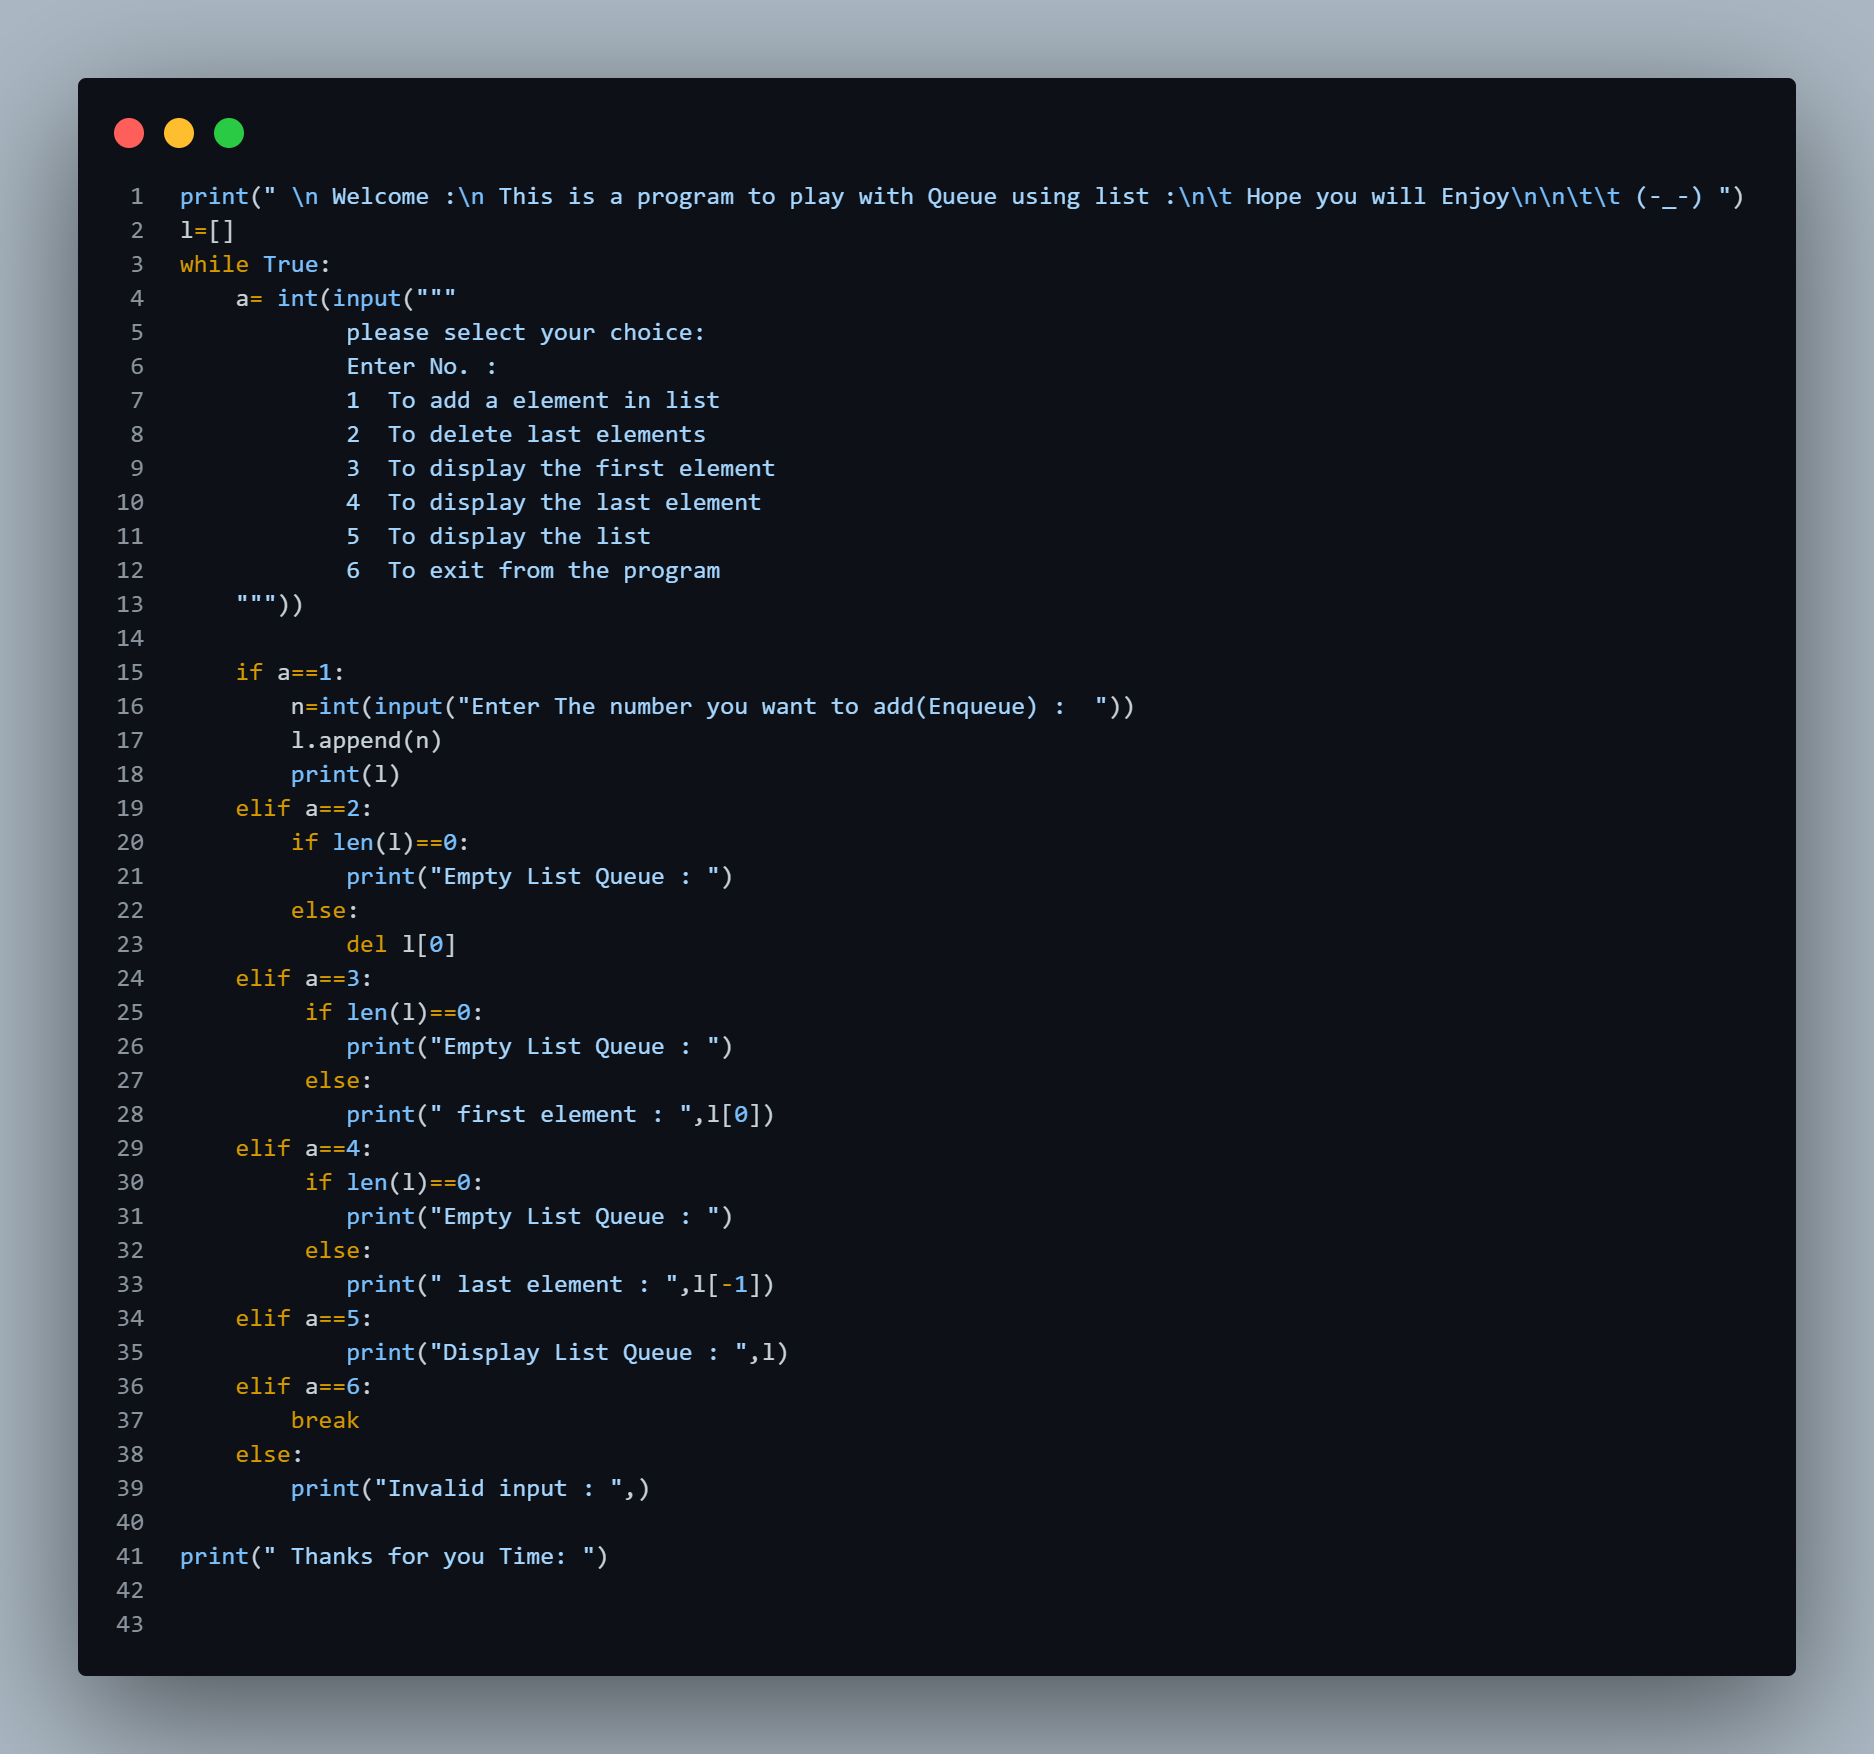 1 print(" \n Welcome :\n This is a program to play with Queue using list :\n\t Hope you will Enjoy\n\n\t\t (-_-) ")
2 l=[]
3 while True:
4     a= int(input("""
5             please select your choice:
6             Enter No. :
7             1  To add a element in list
8             2  To delete last elements
9             3  To display the first element
10             4  To display the last element
11             5  To display the list
12             6  To exit from the program
13     """))
14
15     if a==1:
16         n=int(input("Enter The number you want to add(Enqueue) :  "))
17         l.append(n)
18         print(l)
19     elif a==2:
20         if len(l)==0:
21             print("Empty List Queue : ")
22         else:
23             del l[0]
24     elif a==3:
25          if len(l)==0:
26             print("Empty List Queue : ")
27          else:
28             print(" first element : ",l[0])
29     elif a==4:
30          if len(l)==0:
31             print("Empty List Queue : ")
32          else:
33             print(" last element : ",l[-1])
34     elif a==5:
35             print("Display List Queue : ",l)
36     elif a==6:
37         break
38     else:
39         print("Invalid input : ",)
40
41 print(" Thanks for you Time: ")
42
43